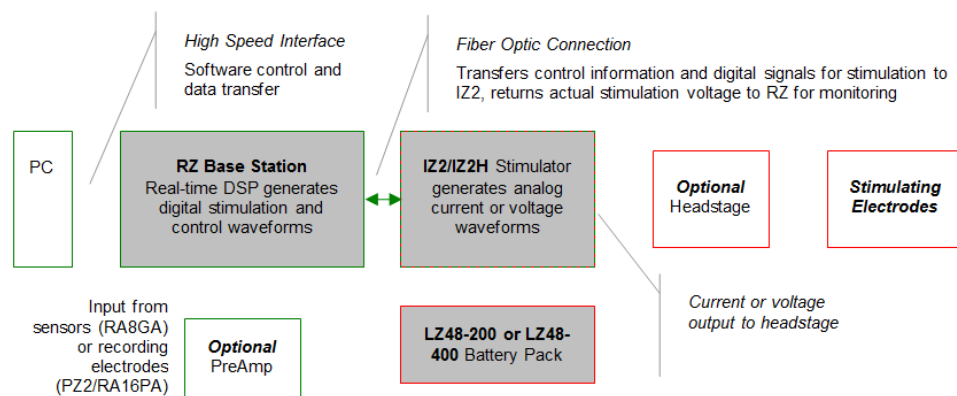 High Speed Interface
Software control and
data transfer
Fiber Optic Connection
Transfers control information and digital signals for stimulation to
IZ2, returns actual stimulation voltage to RZ for monitoring
PC
RZ Base Station
Real-time DSP generates
digital stimulation and
control waveforms
IZ2/IZ2H Stimulator
generates analog
current or voltage
waveforms
Optional
Headstage
Stimulating
Electrodes
Input from
sensors (RA8GA)
or recording
electrodes
(PZ2/RA16PA)
Optional
PreAmp
LZ48-200 or LZ48-
400 Battery Pack
Current or voltage
output to headstage